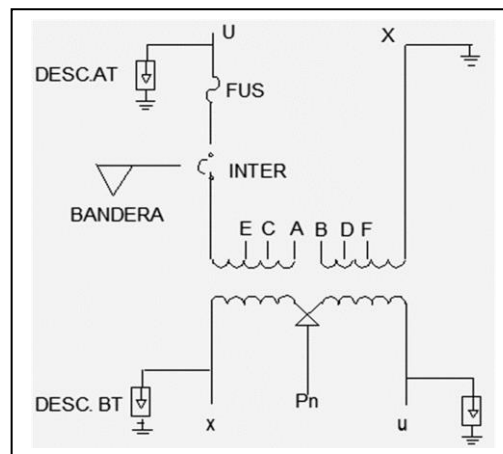 U X
DESC.AT
FUS
INTER
BANDERA
E C A B D F
DESC. BT
x Pn u